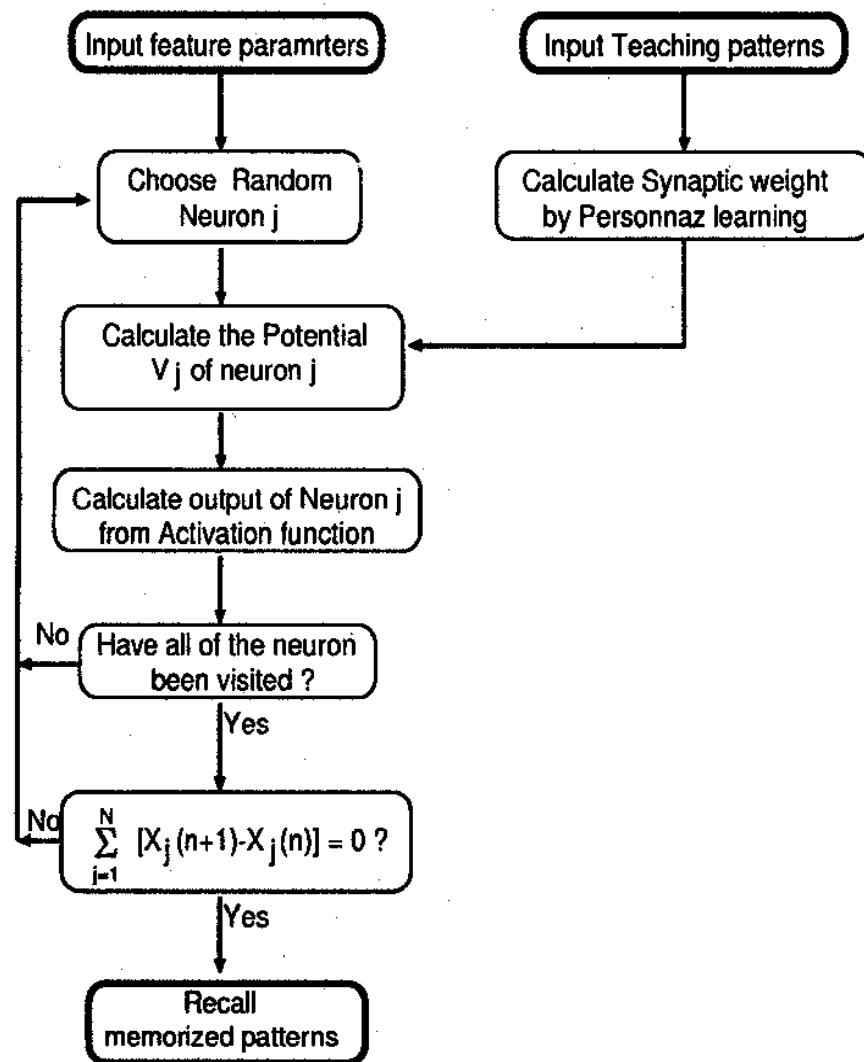 Input feature paramrters
Input Teaching patterns
Choose Random
Neuron j
Calculate Synaptic weight
by Personnaz learning
Calculate the Potential
V j of neuron j
Calculate output of Neuron j
from Activation function
No
Have all of the neuron
been visited ?
Yes
No
N
∑ [X j (n+1)-X j (n)] = 0 ?
j=1
Yes
Recall
memorized patterns